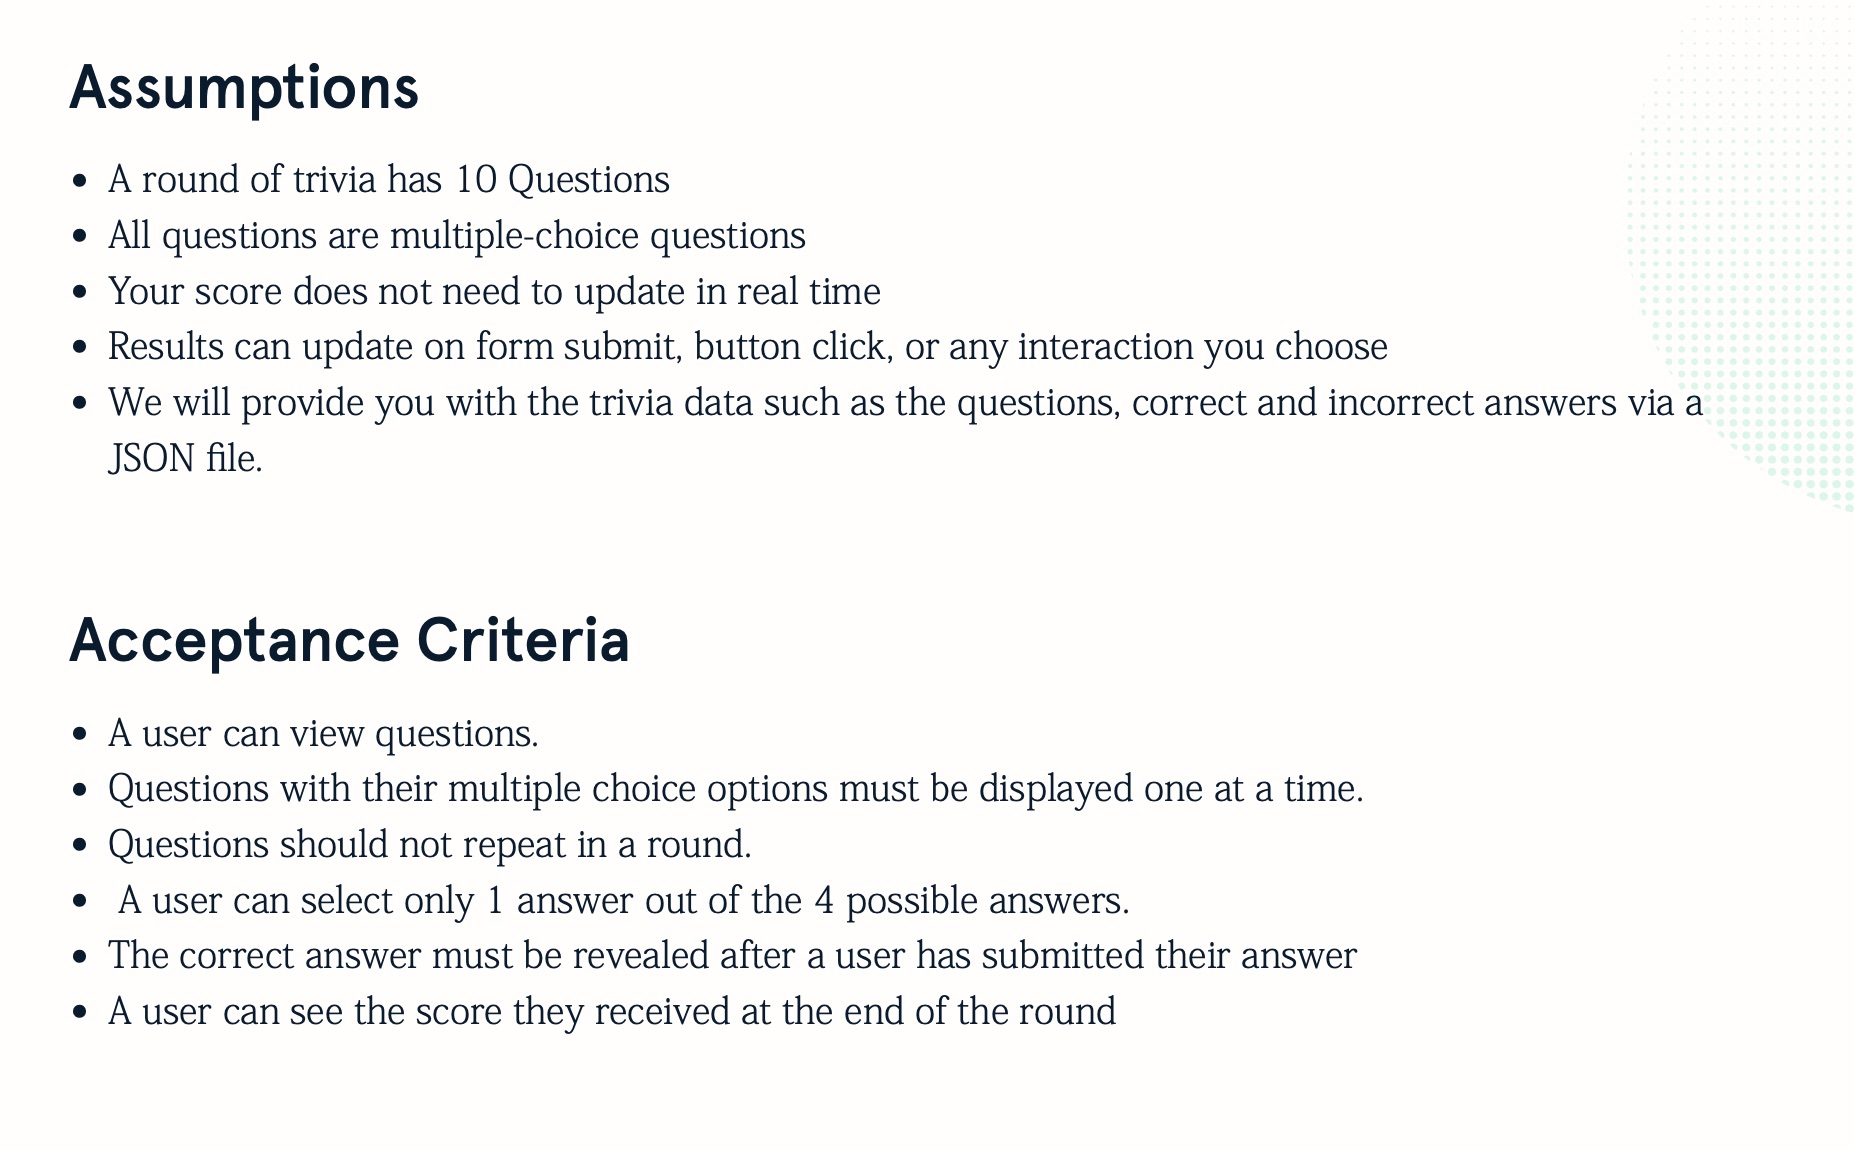 Assumptions
• A round of trivia has 10 Questions
• All questions are multiple-choice questions
• Your score does not need to update in real time
• Results can update on form submit, button click, or any interaction you choose
• We will provide you with the trivia data such as the questions, correct and incorrect answers via a
JSON file.
Acceptance Criteria
• A user can view questions.
• Questions with their multiple choice options must be displayed one at a time.
• Questions should not repeat in a round.
• A user can select only 1 answer out of the 4 possible answers.
• The correct answer must be revealed after a user has submitted their answer
• A user can see the score they received at the end of the round